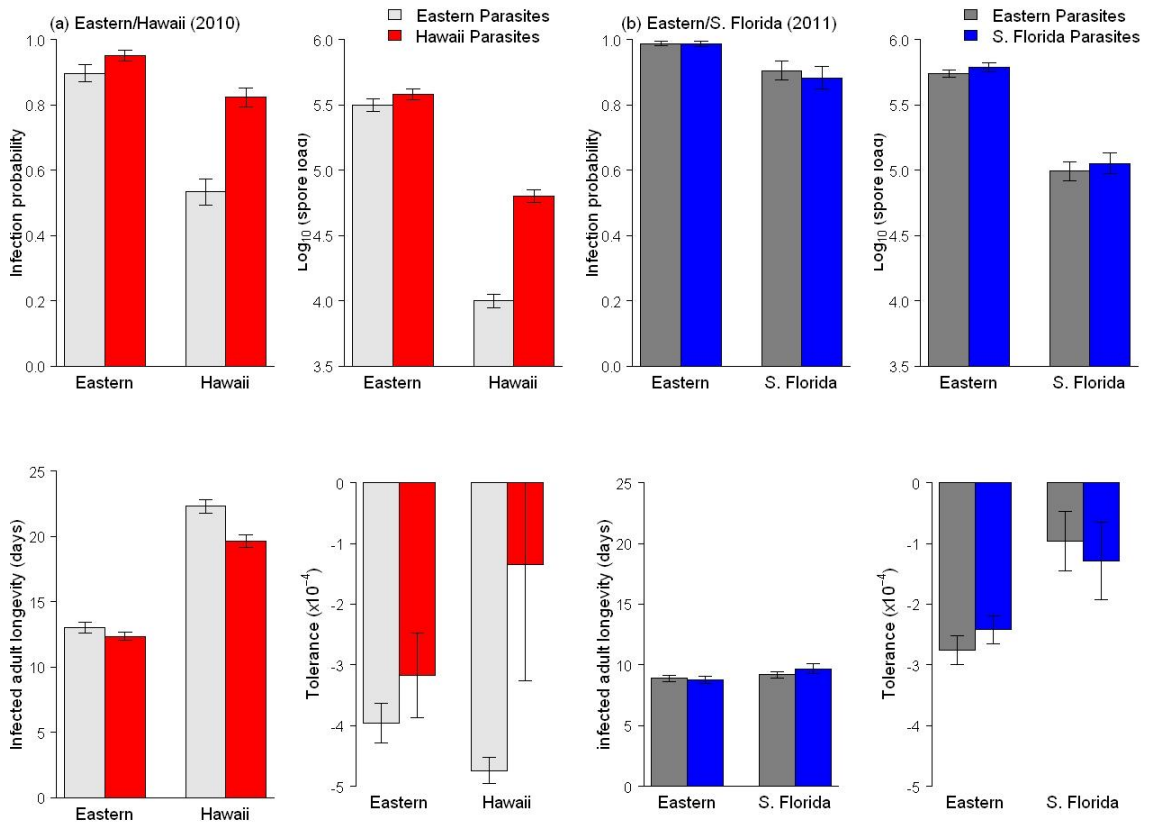 (a) Eastern/Hawaii (2010)
Eastern Parasites
Hawaii Parasites
Infection probability
1.0
0.8
0.6
0.4
0.2
0.0
Eastern
Hawaii
Log10 (spore load)
6.0
5.5
5.0
4.5
4.0
3.5
Eastern
Hawaii
(b) Eastern/S. Florida (2011)
Eastern Parasites
S. Florida Parasites
Infection probability
1.0
0.8
0.6
0.4
0.2
0.0
Eastern
S. Florida
Log10 (spore load)
6.0
5.5
5.0
4.5
4.0
3.5
Eastern
S. Florida
Infected adult longevity (days)
25
20
15
10
5
0
Eastern
Hawaii
Tolerance (x10⁻⁴)
0
-1
-2
-3
-4
-5
Eastern
Hawaii
infected adult longevity (days)
25
20
15
10
5
0
Eastern
S. Florida
Tolerance (x10⁻⁴)
0
-1
-2
-3
-4
-5
Eastern
S. Florida